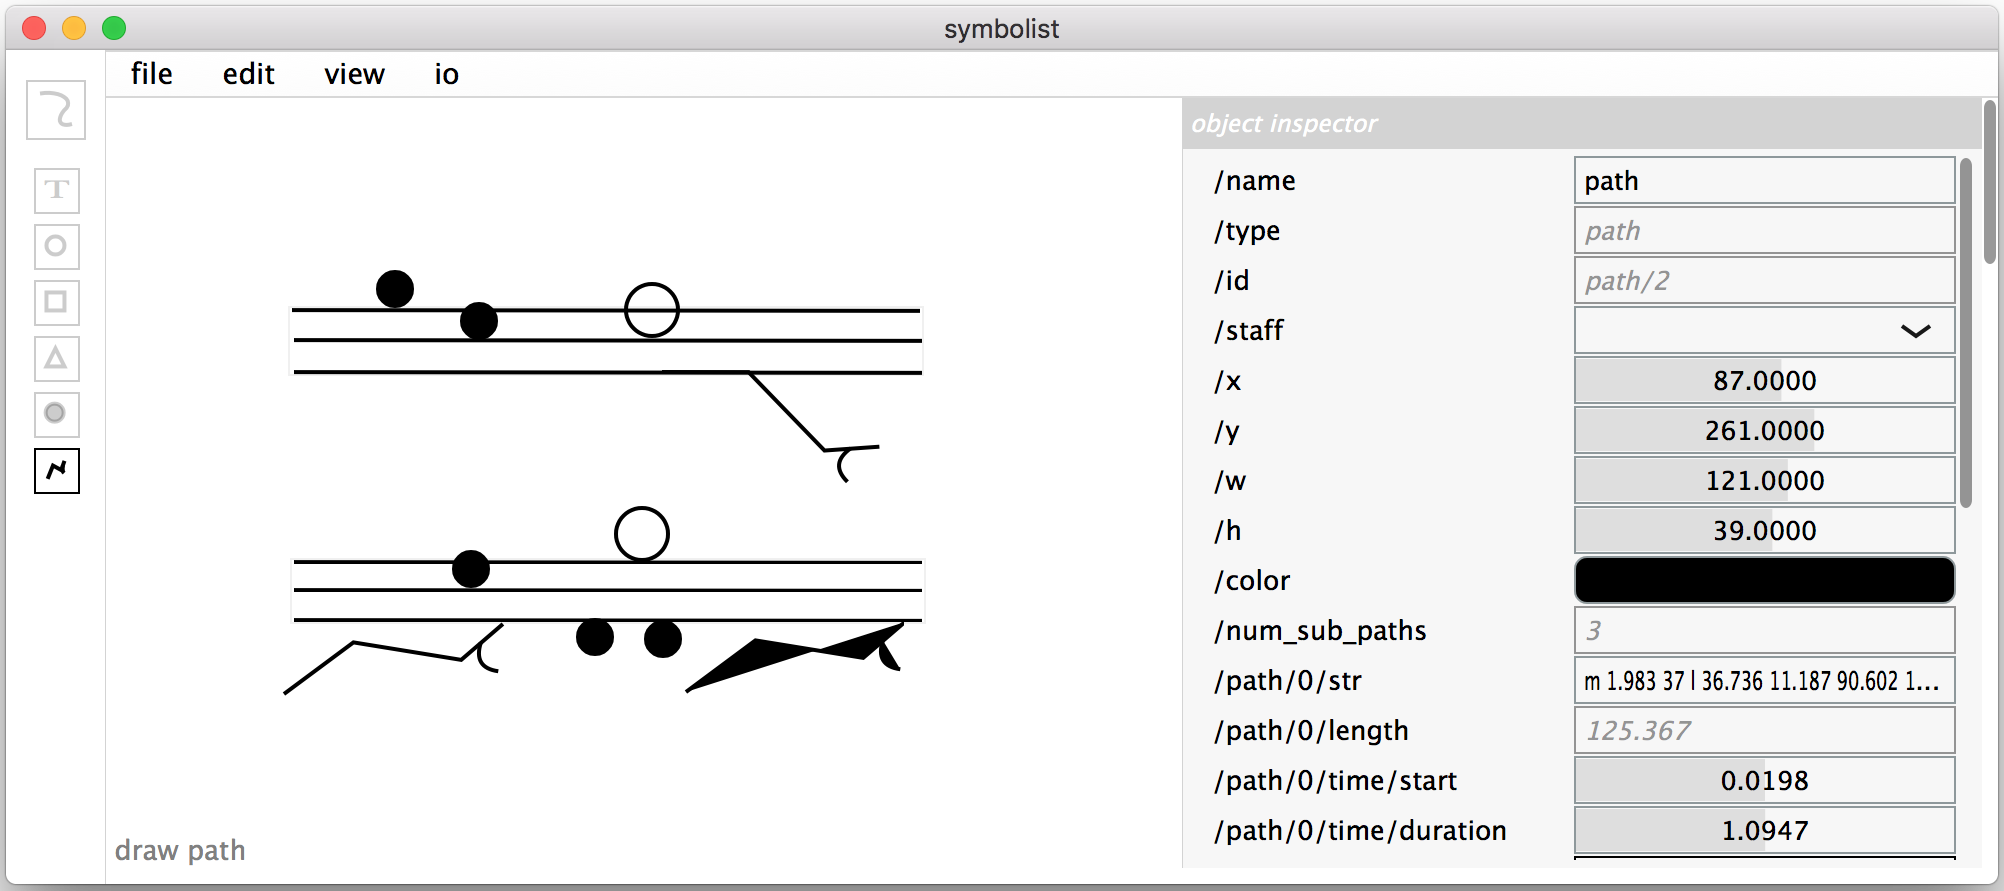 symbolist
file edit view io
T
object inspector
/name path
/type path
/id path/2
/staff
/x 87.0000
/y 261.0000
/w 121.0000
/h 39.0000
/color
/num_sub_paths 3
/path/0/str m 1.983 37 l 36.736 11.187 90.602 1...
/path/0/length 125.367
/path/0/time/start 0.0198
/path/0/time/duration 1.0947
draw path